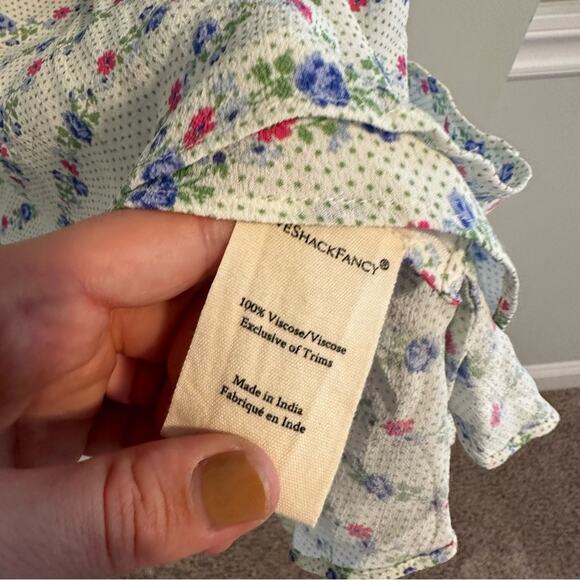 ESHACKFANCY®
100% Viscose/Viscose
Exclusive of Trims
Made in India
Fabriqué en Inde